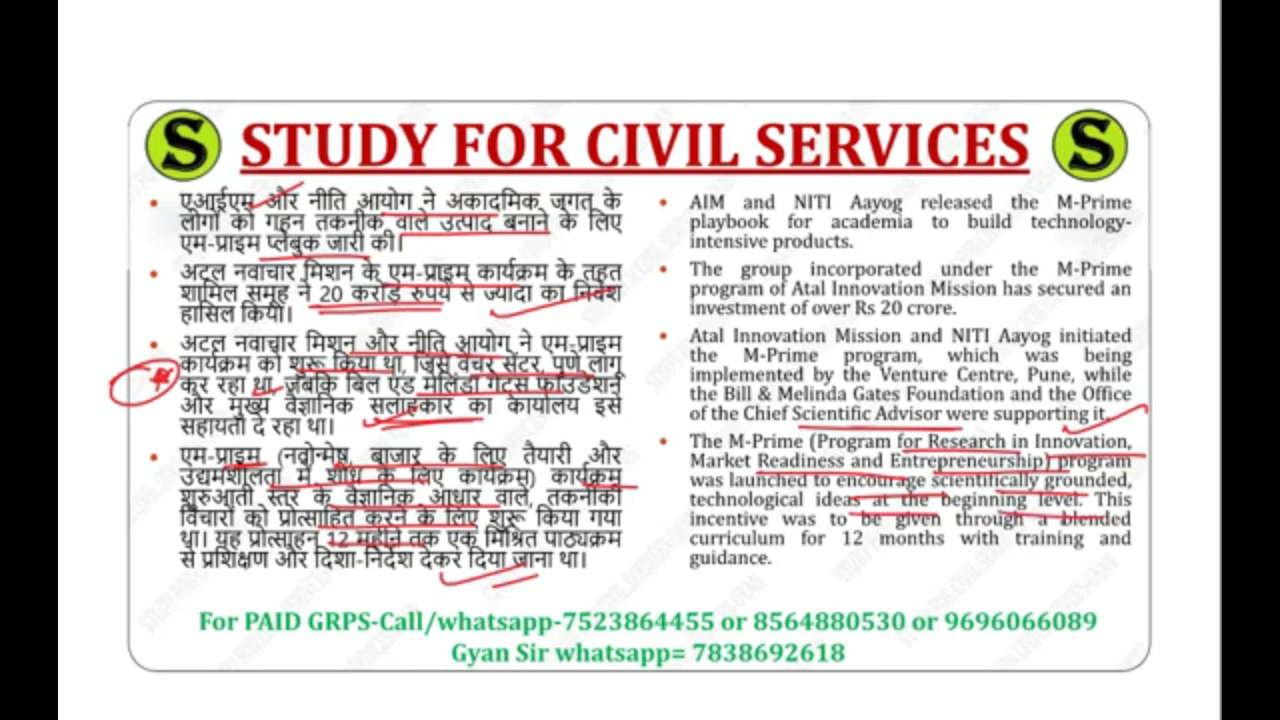 S STUDY FOR CIVIL SERVICES S
• एआईएम और नीति आयोग ने अकादमिक जगत के
लोगों को गहन तकनीक वाले उत्पाद बनाने के लिए
एम-प्राइम प्लेबुक जारी की।
• अटल नवाचार मिशन के एम-प्राइम कार्यक्रम के तहत
शामिल समूह ने 20 करोड़ रुपये से ज्यादा का निवेश
हासिल किया।
• अटल नवाचार मिशन और नीति आयोग ने एम-प्राइम
कार्यक्रम को शुरू किया था, जिसे वेंचर सेंटर, पुणे लागू
कर रहा था, जबकि बिल एंड मेलिंडा गेट्स फाउंडेशन
और मुख्य वैज्ञानिक सलाहकार का कार्यालय इसे
सहायता दे रहा था।
• एम-प्राइम (नवोन्मेष, बाजार के लिए तैयारी और
उद्यमशीलता में शोध के लिए कार्यक्रम) कार्यक्रम
शुरुआती स्तर के वैज्ञानिक आधार वाले, तकनीकी
विचारों को प्रोत्साहित करने के लिए शुरू किया गया
था। यह प्रोत्साहन 12 महीने तक एक मिश्रित पाठ्यक्रम
से प्रशिक्षण और दिशा-निर्देश देकर दिया जाना था।
• AIM and NITI Aayog released the M-Prime
playbook for academia to build technology-
intensive products.
• The group incorporated under the M-Prime
program of Atal Innovation Mission has secured an
investment of over Rs 20 crore.
• Atal Innovation Mission and NITI Aayog initiated
the M-Prime program, which was being
implemented by the Venture Centre, Pune, while
the Bill & Melinda Gates Foundation and the Office
of the Chief Scientific Advisor were supporting it.
• The M-Prime (Program for Research in Innovation,
Market Readiness and Entrepreneurship) program
was launched to encourage scientifically grounded,
technological ideas at the beginning level. This
incentive was to be given through a blended
curriculum for 12 months with training and
guidance.
For PAID GRPS-Call/whatsapp-7523864455 or 8564880530 or 9696066089
Gyan Sir whatsapp= 7838692618